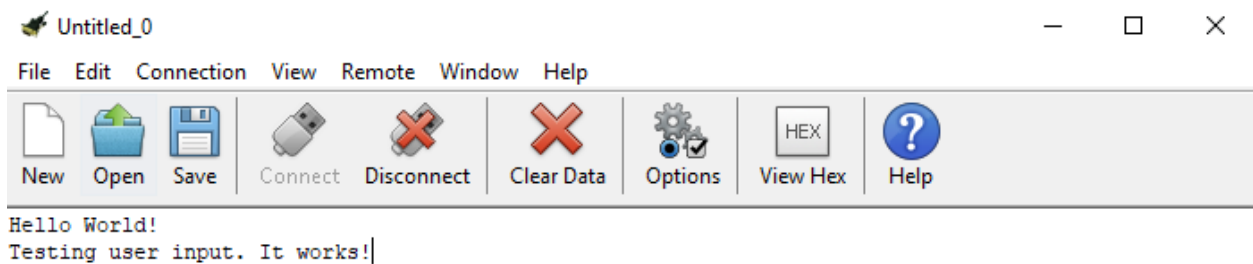 Untitled_0
File Edit Connection View Remote Window Help
HEX
New Open Save Connect Disconnect Clear Data Options View Hex Help
Hello World!
Testing user input. It works!